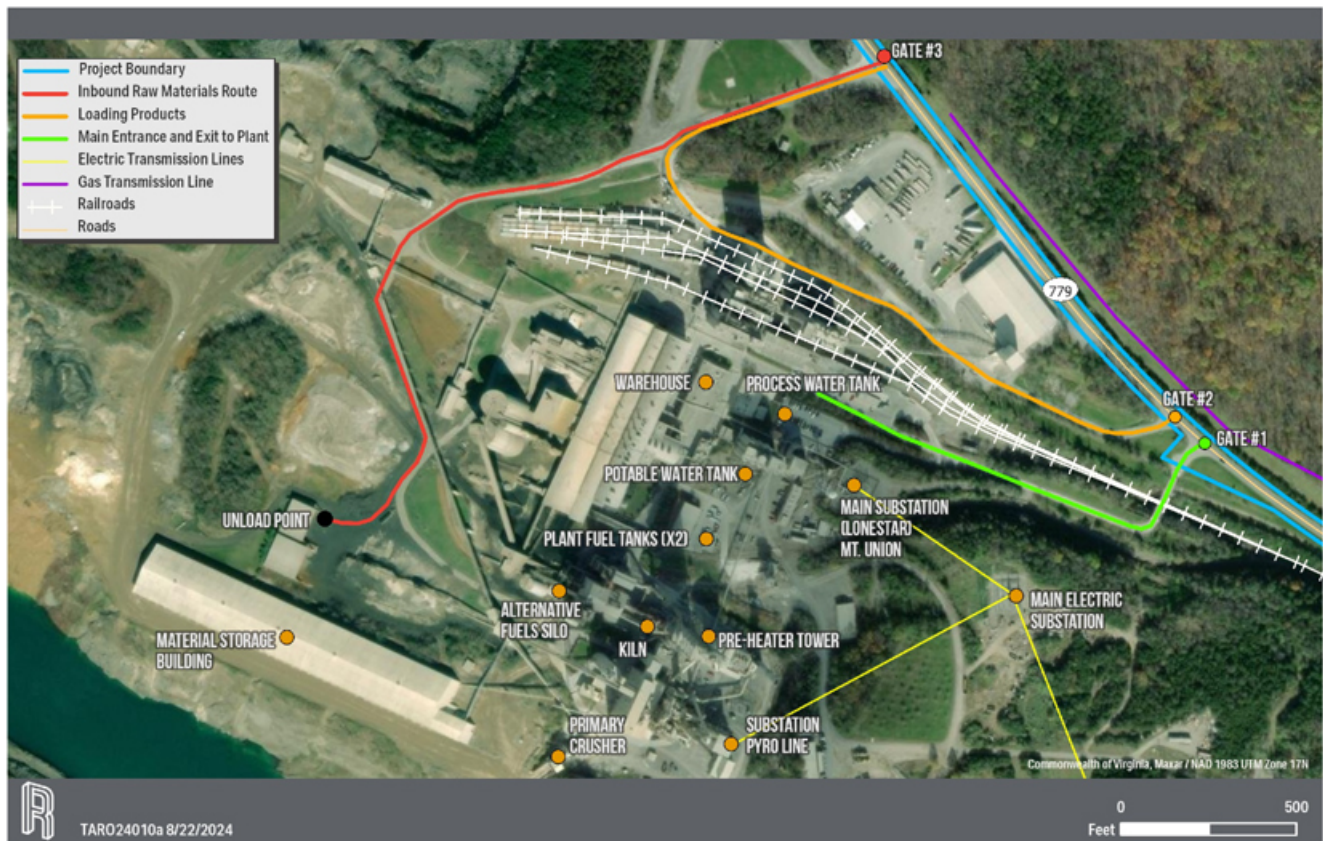 Project Boundary
Inbound Raw Materials Route
Loading Products
Main Entrance and Exit to Plant
Electric Transmission Lines
Gas Transmission Line
Railroads
Roads
GATE #3
779
GATE #2
GATE #1
WAREHOUSE
PROCESS WATER TANK
POTABLE WATER TANK
MAIN SUBSTATION
(LONESTAR)
MT. UNION
UNLOAD POINT
PLANT FUEL TANKS (X2)
ALTERNATIVE
FUELS SILO
KILN
PRE-HEATER TOWER
MAIN ELECTRIC
SUBSTATION
MATERIAL STORAGE
BUILDING
PRIMARY
CRUSHER
SUBSTATION
PYRO LINE
Commonwealth of Virginia, Maxar / NAD 1983 UTM Zone 17N
R
TARO24010a 8/22/2024
0 500
Feet